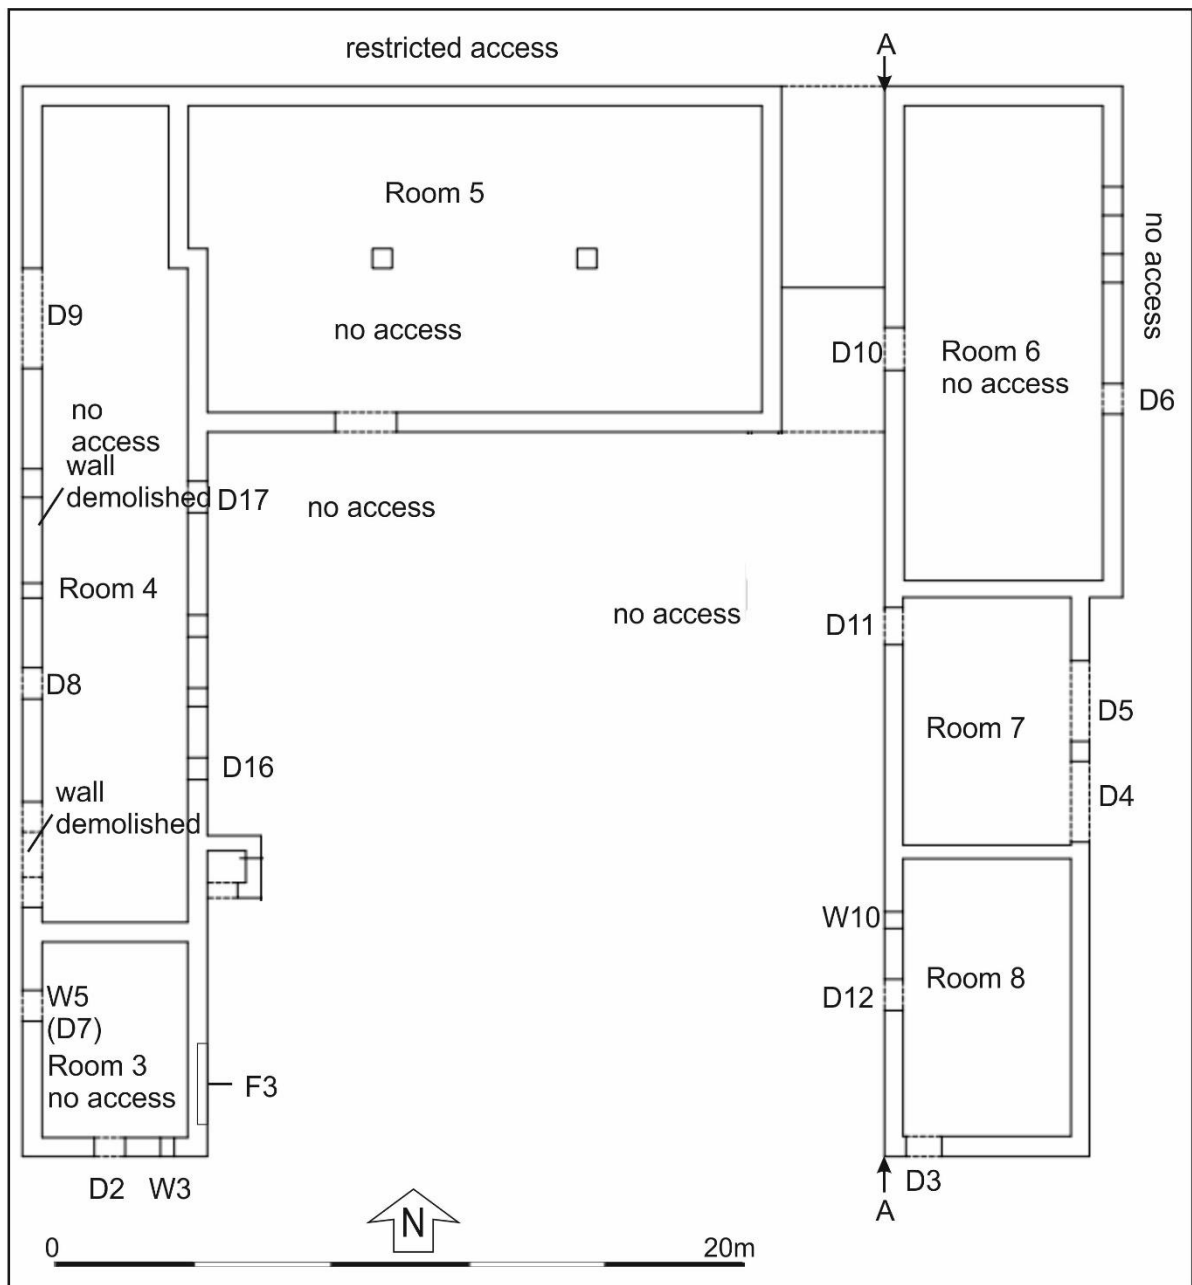 restricted access
A
Room 5
no access
D9
D10
Room 6
no access
no access
D6
no
access
wall
demolished
D17
no access
Room 4
no access
D11
D8
D5
Room 7
D16
D4
wall
demolished
W10
Room 8
W5
(D7)
D12
Room 3
no access
F3
D2
W3
D3
A
N
0
20m